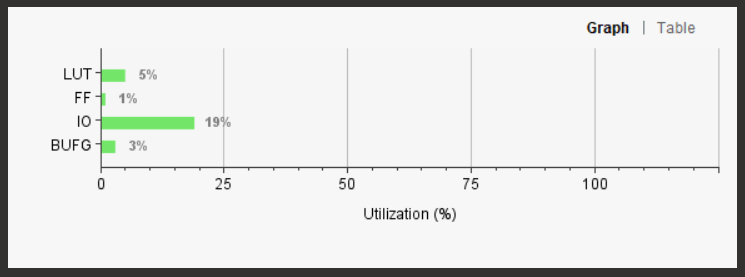 Graph | Table
LUT 5%
FF 1%
IO 19%
BUFG 3%
0 25 50 75 100
Utilization (%)